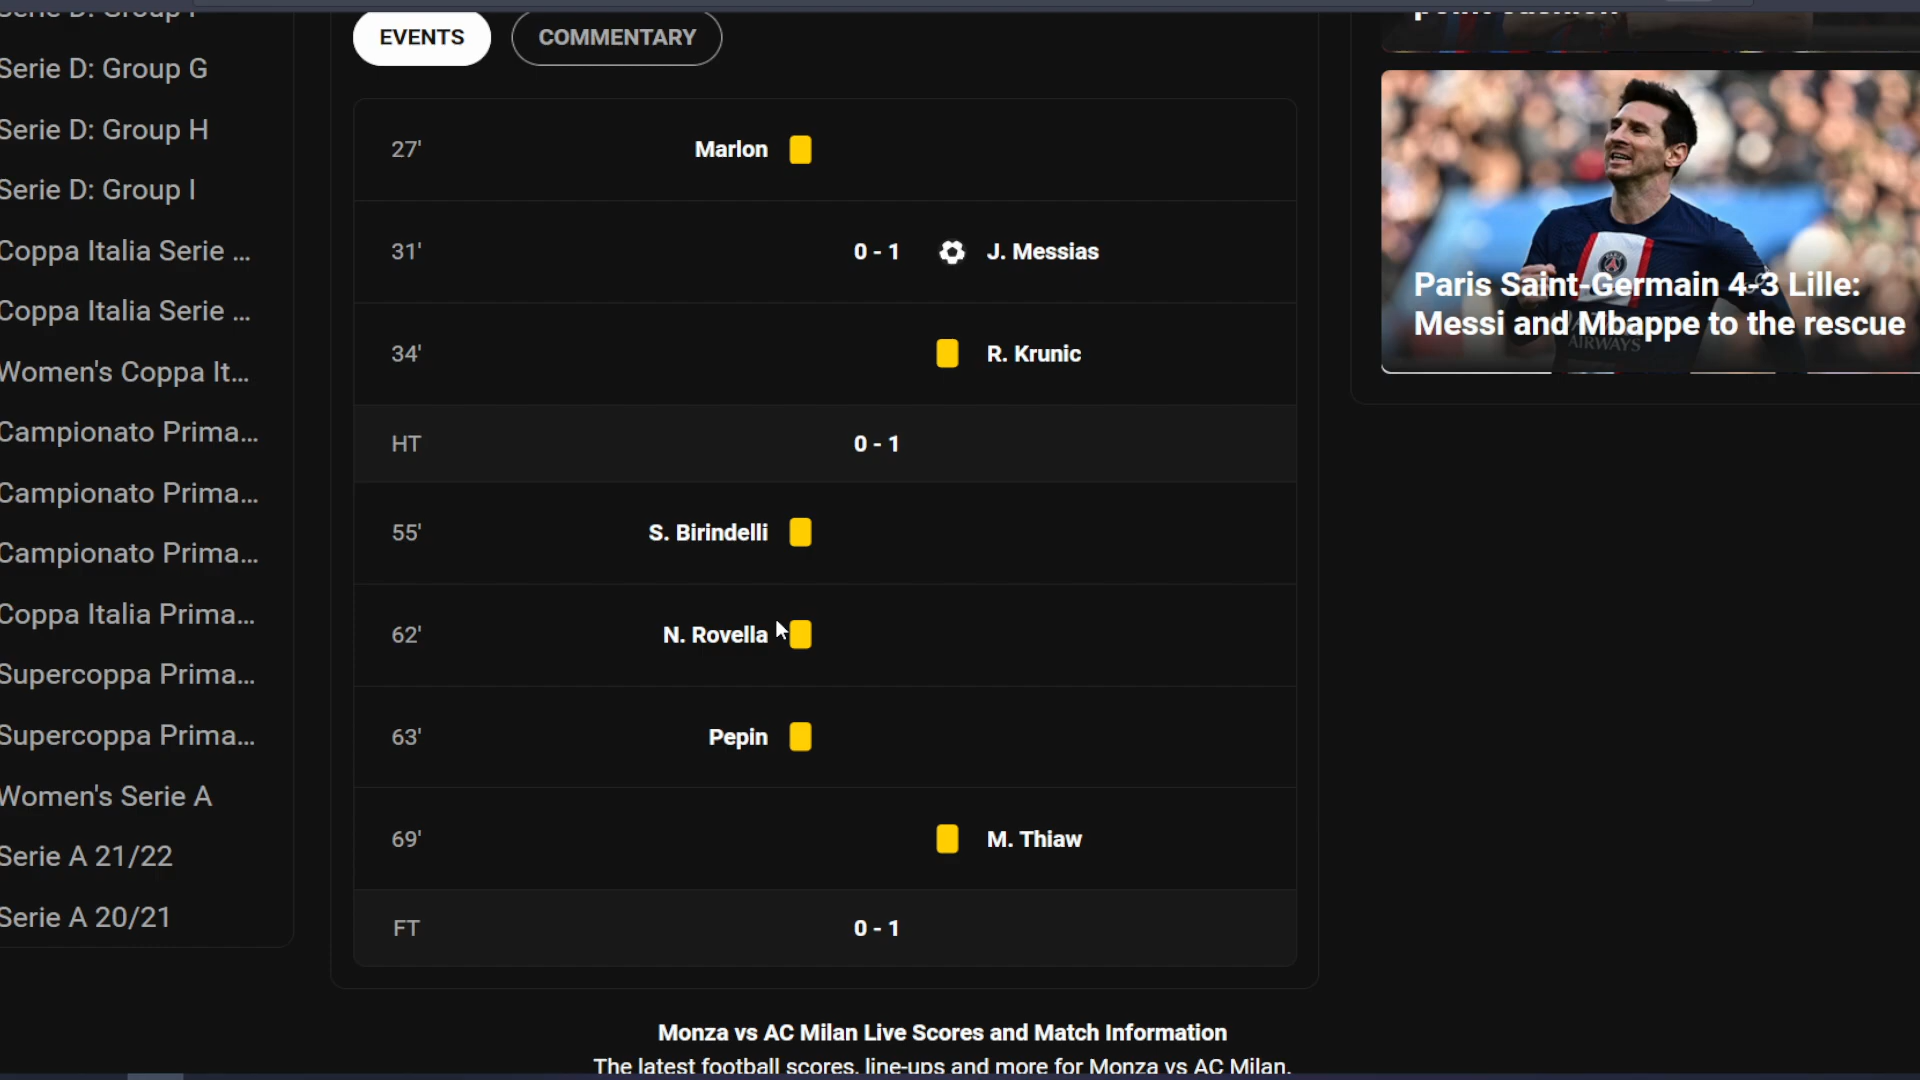 Serie D: Group G
Serie D: Group H
Serie D: Group I
Coppa Italia Serie ...
Coppa Italia Serie ...
Women's Coppa It...
Campionato Prima...
Campionato Prima...
Campionato Prima...
Coppa Italia Prima...
Supercoppa Prima...
Supercoppa Prima...
Women's Serie A
Serie A 21/22
Serie A 20/21
EVENTS COMMENTARY
27' Marlon
31' 0 - 1 J. Messias
34' R. Krunic
HT 0 - 1
55' S. Birindelli
62' N. Rovella
63' Pepin
69' M. Thiaw
FT 0 - 1
Monza vs AC Milan Live Scores and Match Information
The latest football scores, line-ups and more for Monza vs AC Milan.
Paris Saint-Germain 4-3 Lille:
Messi and Mbappe to the rescue
AIRWAYS